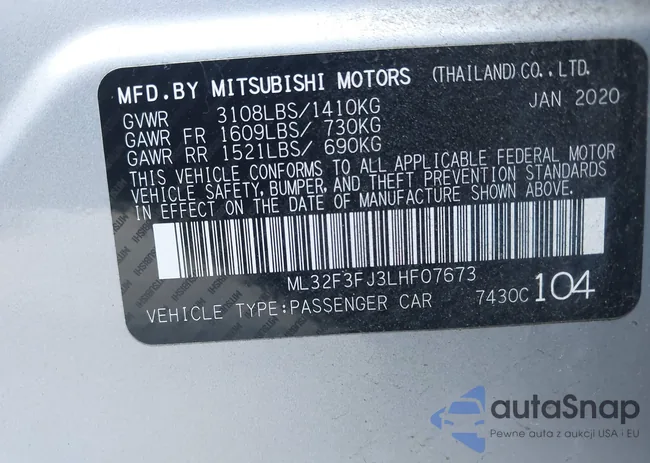 MFD.BY MITSUBISHI MOTORS (THAILAND) CO.,LTD.
GVWR 3108LBS/1410KG JAN 2020
GAWR FR 1609LBS/ 730KG
GAWR RR 1521LBS/ 690KG
THIS VEHICLE CONFORMS TO ALL APPLICABLE FEDERAL MOTOR
VEHICLE SAFETY, BUMPER, AND THEFT PREVENTION STANDARDS
IN EFFECT ON THE DATE OF MANUFACTURE SHOWN ABOVE.
ML32F3FJ3LHF07673
VEHICLE TYPE:PASSENGER CAR 7430C 104
autoSnap
Pewne auta z aukcji USA i EU